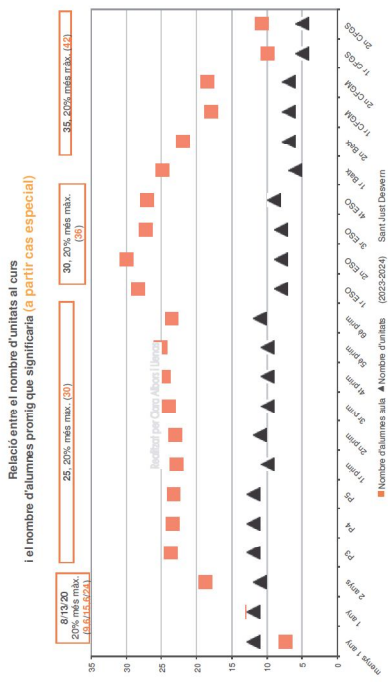 Relació entre el nombre d'unitats al curs
i el nombre d'alumnes promig que significaria (a partir cas especial)
8/13/20
20% més màx.
(9.6/15.6/24)
25, 20% més max. (30)
30, 20% més màx.
(36)
35, 20% més màx. (42)
35
30
25
20
15
10
5
0
Realitzat per Clara Alboru i Llenas
menys 1 any
1 any
2 anys
P3
P4
P5
1r prim
2n prim
3r prim
4t prim
5è prim
6è prim
1r ESO
2n ESO
3r ESO
4t ESO
1r Batx
2n Batx
1r CFGM
2n CFGM
1r CFGS
2n CFGS
Nombre d'alumnes aula
Nombre d'unitats
(2023-2024)
Sant Just Desvern